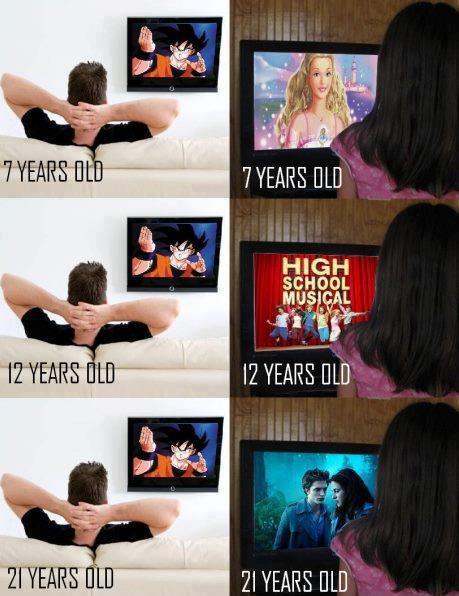 7 YEARS OLD
7 YEARS OLD
HIGH
SCHOOL
MUSICAL
12 YEARS OLD
12 YEARS OLD
21 YEARS OLD
21 YEARS OLD